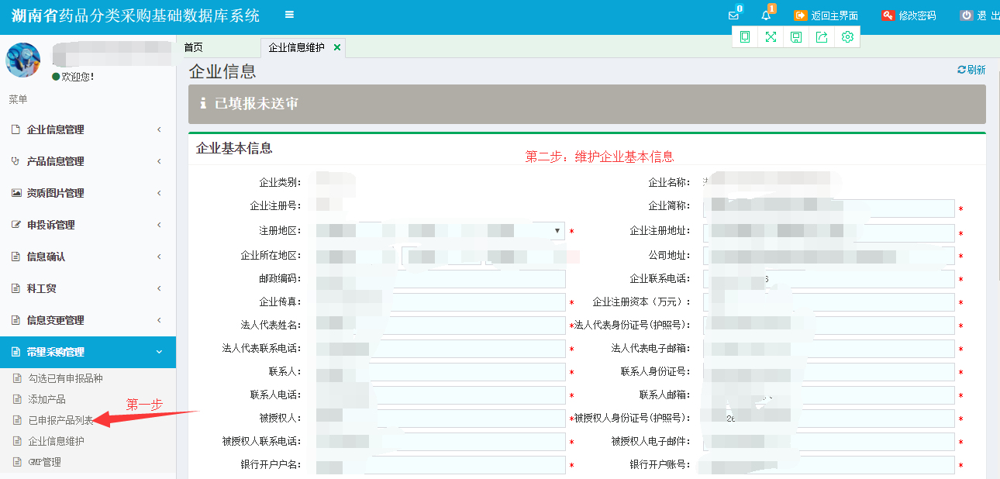 湖南省药品分类采购基础数据库系统
0
1
返回主界面
修改密码
退 出
欢迎您!
首页
企业信息维护
企业信息
刷新
菜单
已填报未送审
企业信息管理
产品信息管理
资质图片管理
申投诉管理
信息确认
科工贸
信息变更管理
带量采购管理
勾选已有申报品种
添加产品
已申报产品列表
企业信息维护
GMP管理
第一步
企业基本信息
第二步：维护企业基本信息
企业类别：
企业名称：
企业注册号：
企业简称：
*
注册地区：
*
企业注册地址：
*
企业所在地区：
公司地址：
*
邮政编码：
企业联系电话：
6
*
企业传真：
*
企业注册资本（万元）：
*
法人代表姓名：
*法人代表身份证号(护照号)：
*
法人代表联系电话：
*
法人代表电子邮箱：
*
联系人：
*
联系人身份证号：
*
联系人电话：
*
联系人邮箱：
*
被授权人：
*被授权人身份证号(护照号)：
26
*
被授权人联系电话：
*
被授权人电子邮件：
*
银行开户户名：
*
银行开户账号：
*